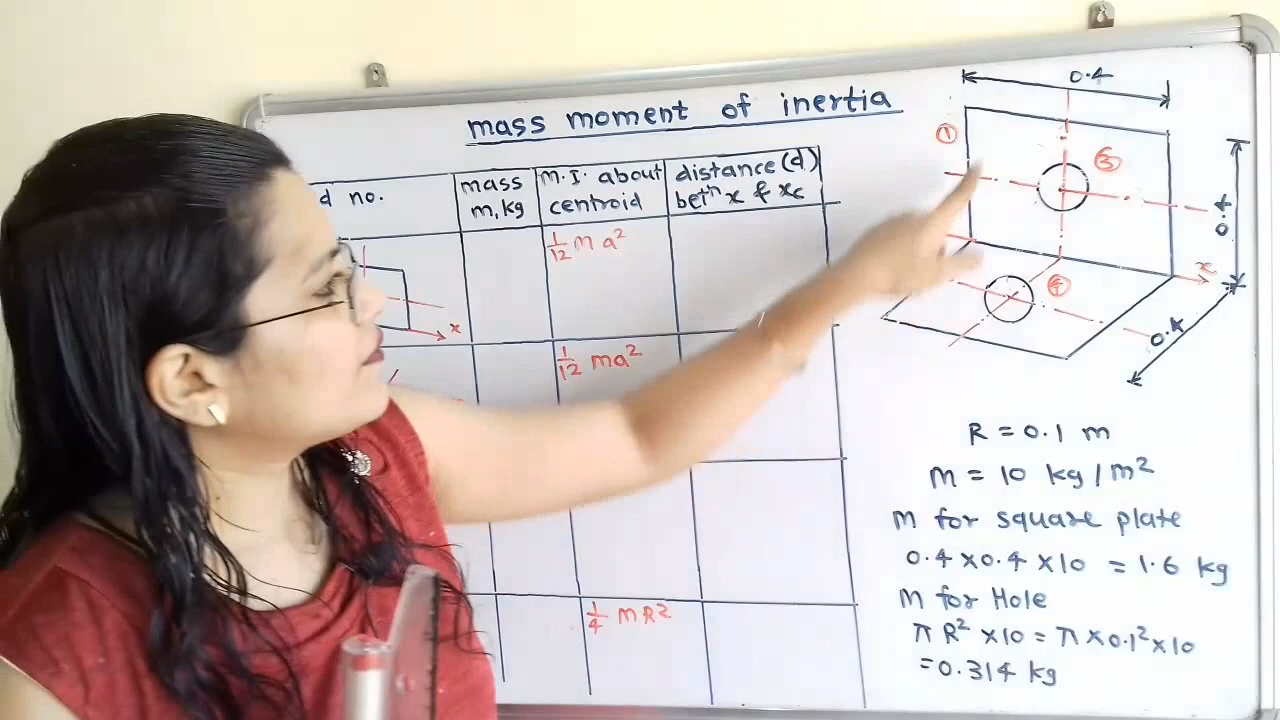 mass moment of inertia
d no.
mass
m, kg
M.I. about
centroid
distance (d)
betⁿ x & xc
1/12 m a²
x
1/12 ma²
1/4 mR²
0.4
①
③
0.4
x
④
0.4
R = 0.1 m
m = 10 kg/m²
m for square plate
0.4 x 0.4 x 10 = 1.6 kg
m for Hole
π R² x 10 = π x 0.1² x 10
= 0.314 kg